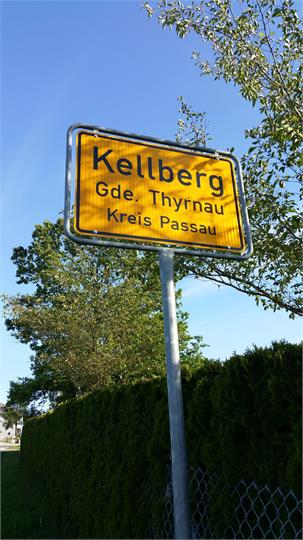 Kellberg
Gde. Thyrnau
Kreis Passau